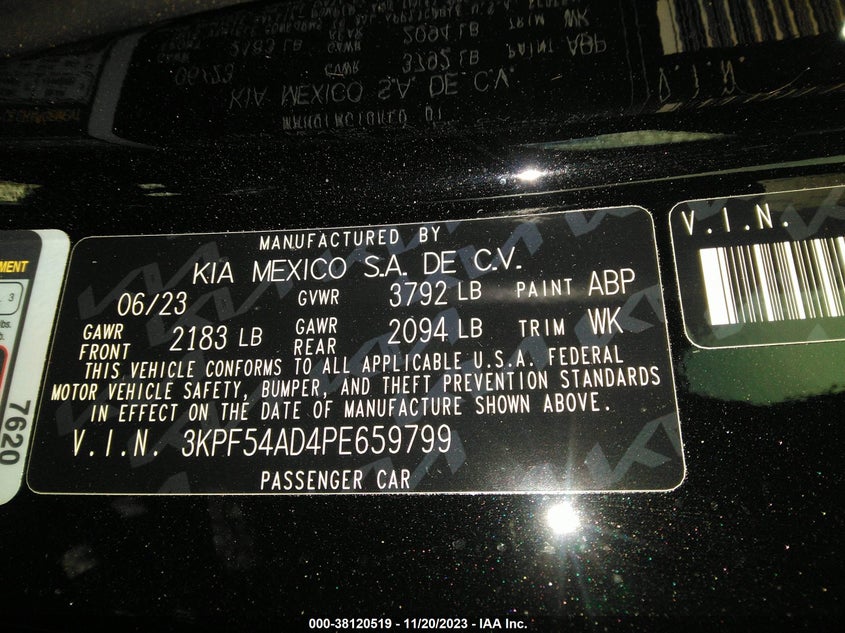 MANUFACTURED BY
KIA MEXICO S.A. DE C.V.
06/23 GVWR 3792 LB PAINT ABP
GAWR FRONT 2183 LB GAWR REAR 2094 LB TRIM WK
THIS VEHICLE CONFORMS TO ALL APPLICABLE U.S.A. FEDERAL
MOTOR VEHICLE SAFETY, BUMPER, AND THEFT PREVENTION STANDARDS
IN EFFECT ON THE DATE OF MANUFACTURE SHOWN ABOVE.
V.I.N. 3KPF54AD4PE659799
PASSENGER CAR
V.I.N.
7620
000-38120519 - 11/20/2023 - IAA Inc.